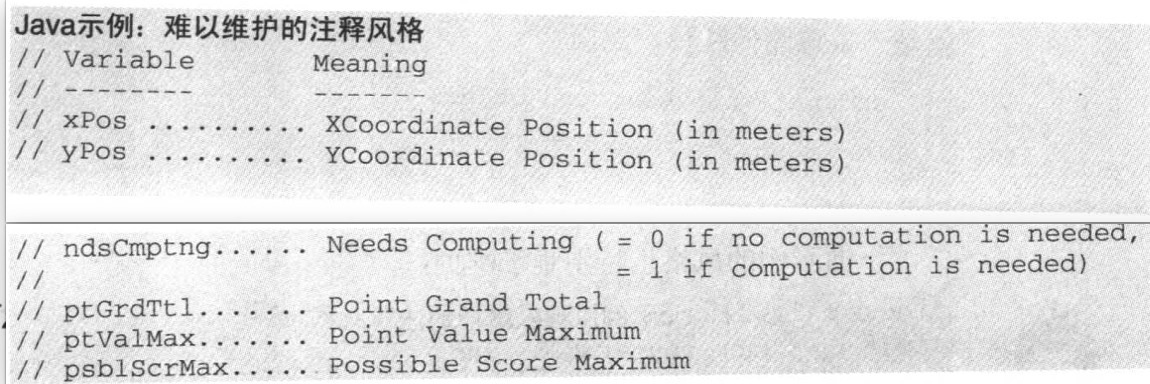 Java示例：难以维护的注释风格
// Variable Meaning
// -------- -------
// xPos .......... XCoordinate Position (in meters)
// yPos .......... YCoordinate Position (in meters)
// ndsCmptng...... Needs Computing ( = 0 if no computation is needed,
// = 1 if computation is needed)
// ptGrdTtl....... Point Grand Total
// ptValMax....... Point Value Maximum
// psblScrMax..... Possible Score Maximum